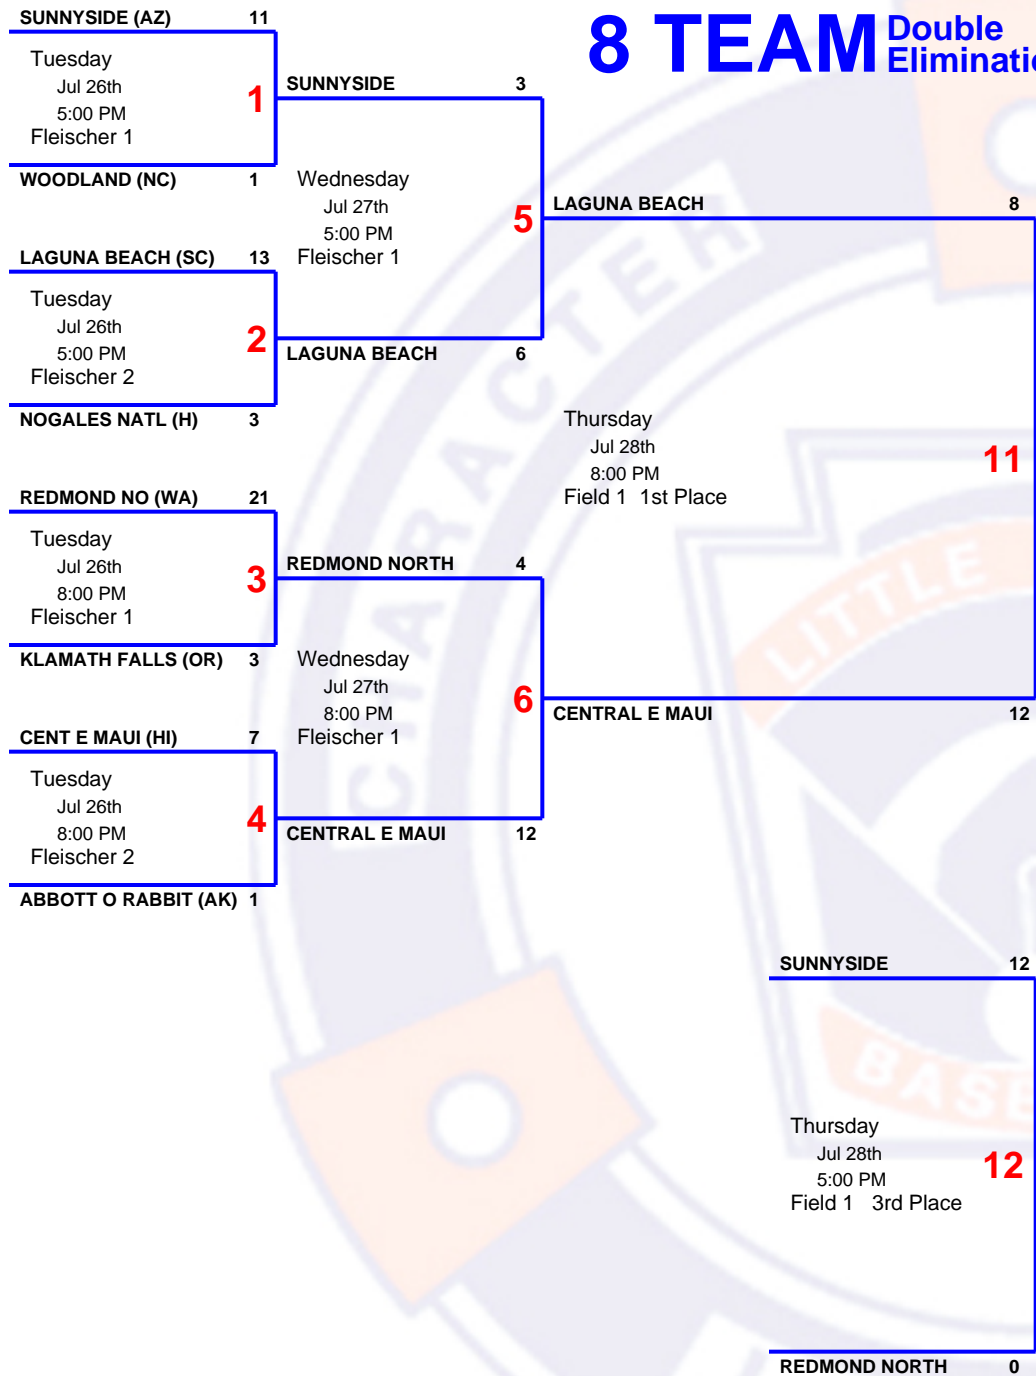 8 TEAM Double
Eliminatio
SUNNYSIDE (AZ) 11
Tuesday
Jul 26th
5:00 PM
Fleischer 1
1
WOODLAND (NC) 1
SUNNYSIDE 3
Wednesday
Jul 27th
5:00 PM
Fleischer 1
5
LAGUNA BEACH (SC) 13
Tuesday
Jul 26th
5:00 PM
Fleischer 2
2
NOGALES NATL (H) 3
LAGUNA BEACH 6
LAGUNA BEACH 8
Thursday
Jul 28th
8:00 PM
Field 1 1st Place
11
REDMOND NO (WA) 21
Tuesday
Jul 26th
8:00 PM
Fleischer 1
3
KLAMATH FALLS (OR) 3
REDMOND NORTH 4
Wednesday
Jul 27th
8:00 PM
Fleischer 1
6
CENTRAL E MAUI 12
CENT E MAUI (HI) 7
Tuesday
Jul 26th
8:00 PM
Fleischer 2
4
ABBOTT O RABBIT (AK) 1
CENTRAL E MAUI 12
SUNNYSIDE 12
Thursday
Jul 28th
5:00 PM
Field 1 3rd Place
12
REDMOND NORTH 0
CHARACTER
LITTLE
BASE